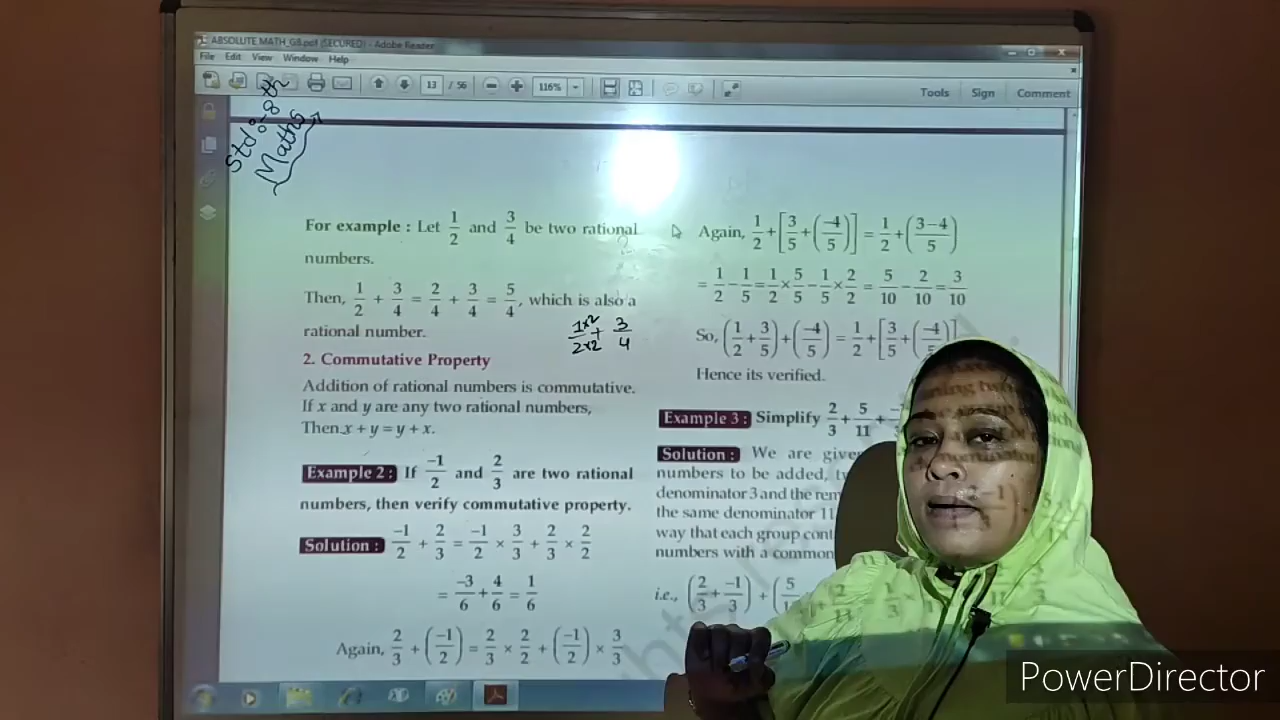 ABSOLUTE MATH_G8.pdf (SECURED) - Adobe Reader
File Edit View Window Help
13 / 56 116%
Tools Sign Comment
Std :- 8th
Maths
For example : Let 1/2 and 3/4 be two rational
numbers.
Then, 1/2 + 3/4 = 2/4 + 3/4 = 5/4, which is also a
rational number.
1×2/2×2 + 3/4
2. Commutative Property
Addition of rational numbers is commutative.
If x and y are any two rational numbers,
Then x + y = y + x.
Example 2 : If -1/2 and 2/3 are two rational
numbers, then verify commutative property.
Solution : -1/2 + 2/3 = -1/2 × 3/3 + 2/3 × 2/2
= -3/6 + 4/6 = 1/6
Again, 2/3 + (-1/2) = 2/3 × 2/2 + (-1/2) × 3/3
Again, 1/2 + [3/5 + (-4/5)] = 1/2 + (3-4/5)
= 1/2 - 1/5 = 1/2 × 5/5 - 1/5 × 2/2 = 5/10 - 2/10 = 3/10
So, (1/2 + 3/5) + (-4/5) = 1/2 + [3/5 + (-4/5)]
Hence its verified.
Example 3 : Simplify 2/3 + 5/11 +
Solution : We are given
numbers to be added,
denominator 3 and the
the same denominator 11
way that each group
numbers with a common
i.e., (2/3 + -1/3) + (5
PowerDirector